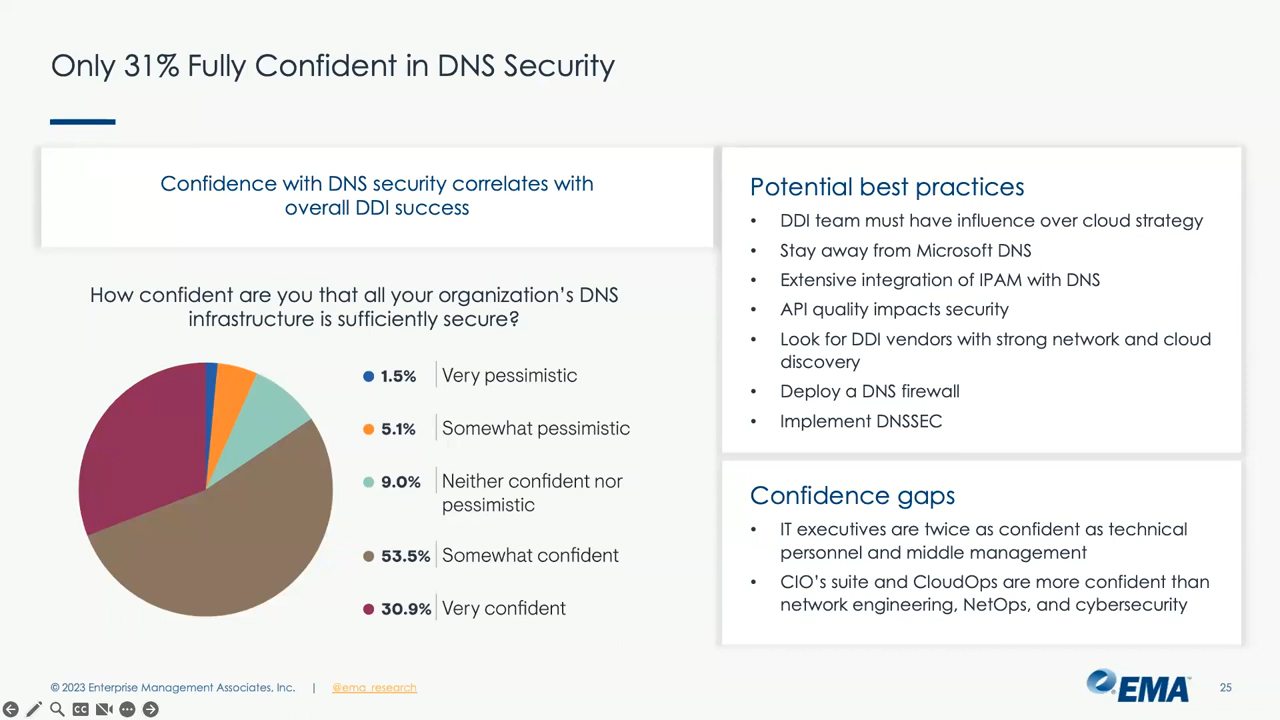 Only 31% Fully Confident in DNS Security
Confidence with DNS security correlates with
overall DDI success
How confident are you that all your organization's DNS
infrastructure is sufficiently secure?
1.5% Very pessimistic
5.1% Somewhat pessimistic
9.0% Neither confident nor
pessimistic
53.5% Somewhat confident
30.9% Very confident
Potential best practices
• DDI team must have influence over cloud strategy
• Stay away from Microsoft DNS
• Extensive integration of IPAM with DNS
• API quality impacts security
• Look for DDI vendors with strong network and cloud
discovery
• Deploy a DNS firewall
• Implement DNSSEC
Confidence gaps
• IT executives are twice as confident as technical
personnel and middle management
• CIO's suite and CloudOps are more confident than
network engineering, NetOps, and cybersecurity
© 2023 Enterprise Management Associates, Inc. | @ema_research
EMA™
25
CC